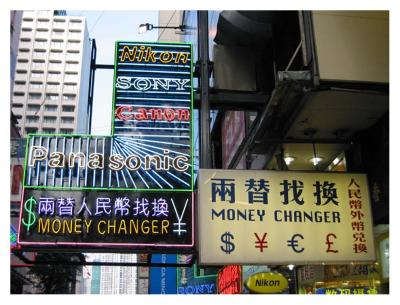 Nikon
SONY
Canon
Panasonic
$ 兩替人民幣找換 ¥
MONEY CHANGER
兩替找換
MONEY CHANGER
$ ¥ € £
人民幣外幣兌換
Nikon